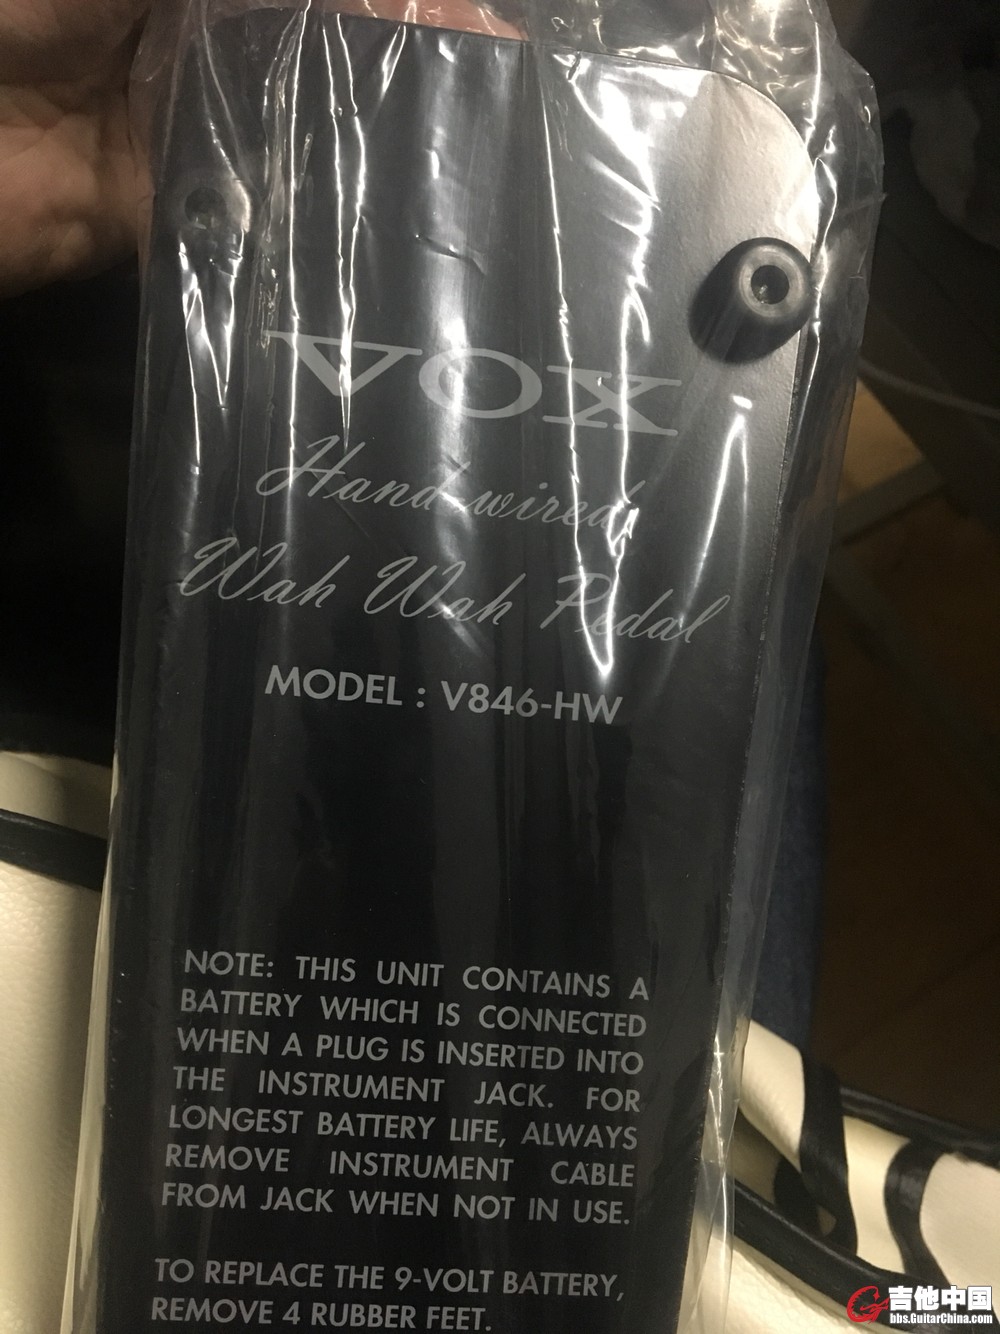 VOX
Hand-wired
Wah Wah Pedal
MODEL : V846-HW
NOTE: THIS UNIT CONTAINS A
BATTERY WHICH IS CONNECTED
WHEN A PLUG IS INSERTED INTO
THE INSTRUMENT JACK. FOR
LONGEST BATTERY LIFE, ALWAYS
REMOVE INSTRUMENT CABLE
FROM JACK WHEN NOT IN USE.
TO REPLACE THE 9-VOLT BATTERY,
REMOVE 4 RUBBER FEET.
吉他中国
bbs.GuitarChina.com